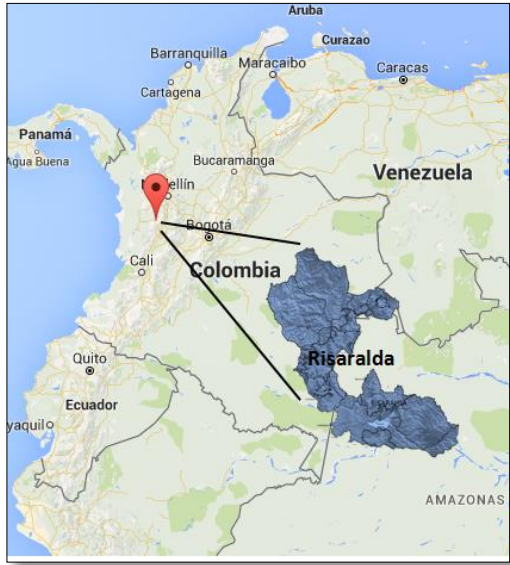 Aruba
Curazao
Barranquilla
Maracaibo
Caracas
Cartagena
Panamá
Agua Buena
Bucaramanga
Venezuela
ellín
Bogotá
Cali
Colombia
Risaralda
Quito
Ecuador
yaquil
AMAZONAS